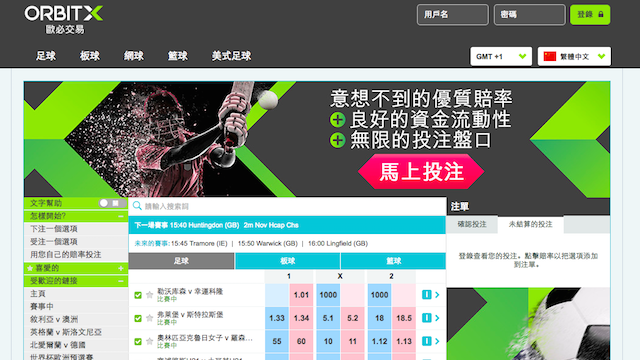 ORBITX
歐必交易
用戶名
密碼
登錄
足球 板球 網球 籃球 美式足球
GMT +1
繁體中文
意想不到的優質賠率
良好的資金流動性
無限的投注盤口
馬上投注
文字幫助
怎樣開始?
下注一個選項
受注一個選項
用您自己的賠率投注
喜愛的
受歡迎的鏈接
主頁
賽事中
敘利亞 v 澳洲
英格蘭 v 斯洛文尼亞
北愛爾蘭 v 德國
世界杯歐洲預選賽
請輸入搜索詞
下一場賽事 15:40 Huntingdon (GB) 2m Nov Hcap Chs
未來的賽事: 15:45 Tramore (IE) | 15:50 Warwick (GB) | 16:00 Lingfield (GB)
足球 板球 籃球
1 X 2
勒沃庫森 v 幸運科隆
比賽中
1.01 1000 1000
弗萊堡 v 斯特拉斯堡
比賽中
1.33 1.34 5.1 5.2 18 18.5
奧林匹亞克魯日女子 v 羅森...
比賽中
55 60 10 11 1.12 1.13
注單
確認投注 未結算的投注
登錄查看您的投注。點擊賠率以把選項添加
到注單。